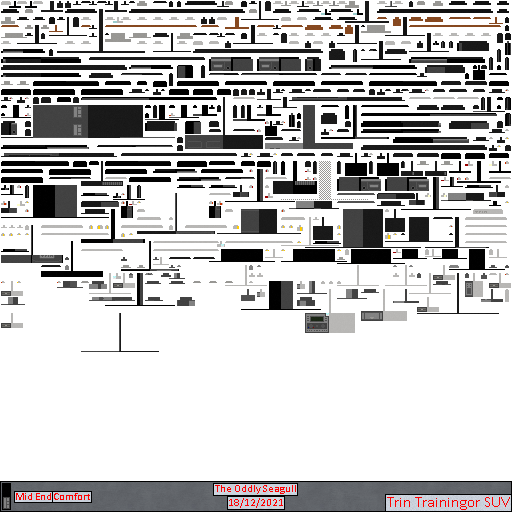 Mid End Comfort
The Oddly Seagull
18/12/2021
Trin Trainingor SUV